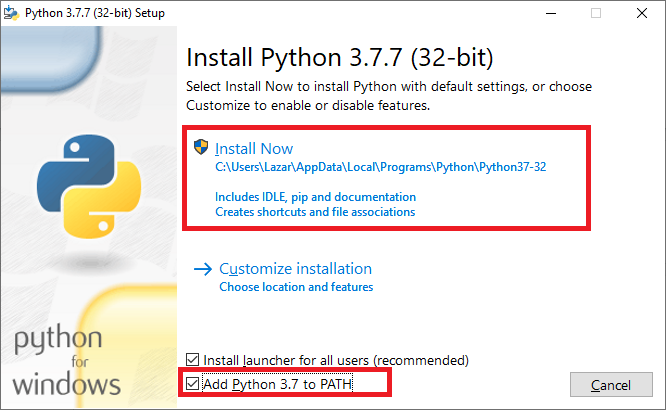 Python 3.7.7 (32-bit) Setup
Install Python 3.7.7 (32-bit)
Select Install Now to install Python with default settings, or choose
Customize to enable or disable features.
Install Now
C:\Users\Lazar\AppData\Local\Programs\Python\Python37-32
Includes IDLE, pip and documentation
Creates shortcuts and file associations
Customize installation
Choose location and features
python
for
windows
Install launcher for all users (recommended)
Add Python 3.7 to PATH
Cancel